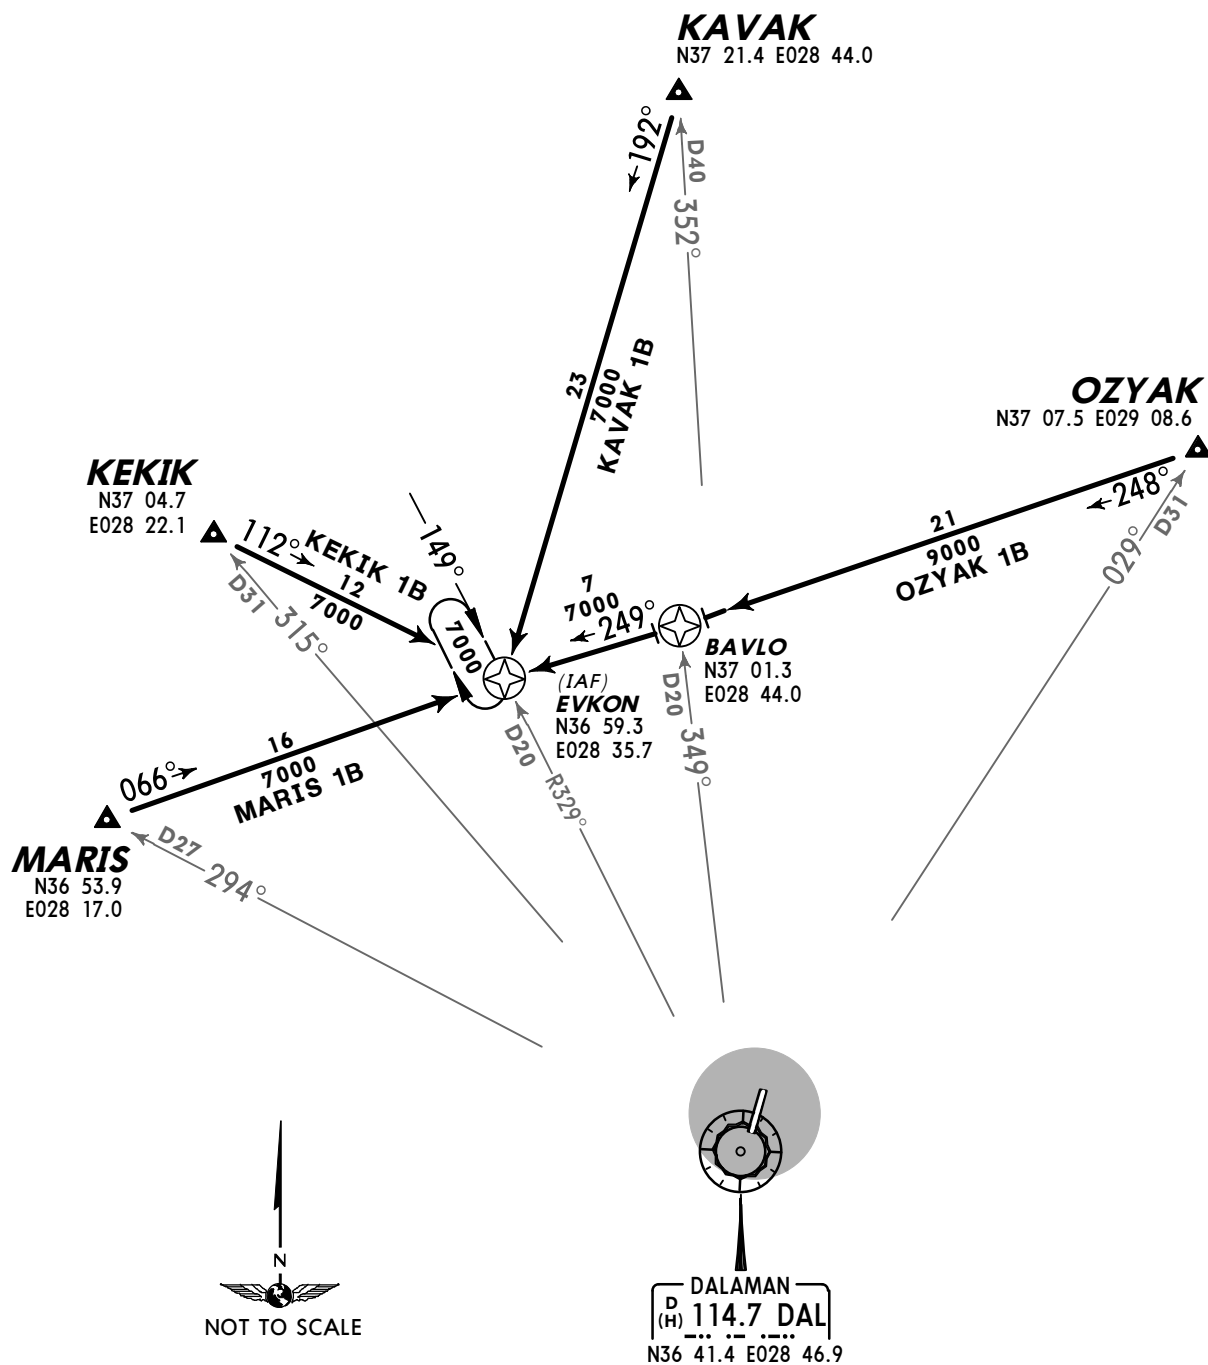 KAVAK
N37 21.4 E028 44.0
192°
D40
352°
23
7000
KAVAK 1B
OZYAK
N37 07.5 E029 08.6
248°
D31
029°
21
9000
OZYAK 1B
KEKIK
N37 04.7
E028 22.1
112°
KEKIK 1B
12
7000
D31
315°
149°
7000
7
7000
249°
BAVLO
N37 01.3
E028 44.0
(IAF)
EVKON
N36 59.3
E028 35.7
D20
349°
D20
R329°
066°
16
7000
MARIS 1B
MARIS
N36 53.9
E028 17.0
D27
294°
N
NOT TO SCALE
DALAMAN
D
(H)
114.7 DAL
N36 41.4 E028 46.9